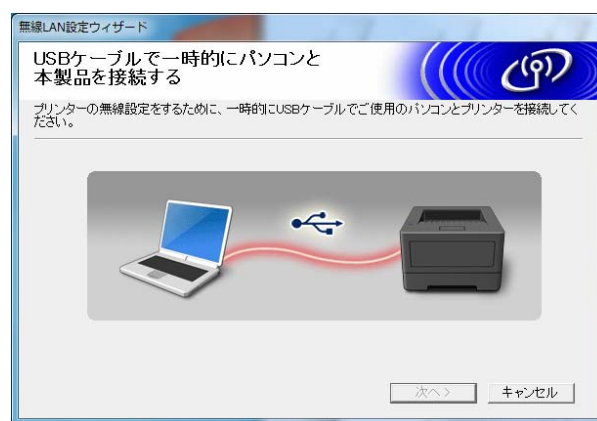 無線LAN設定ウィザード
USBケーブルで一時的にパソコンと
本製品を接続する
プリンターの無線設定をするために、一時的にUSBケーブルでご使用のパソコンとプリンターを接続してく
ださい。
次へ >
キャンセル